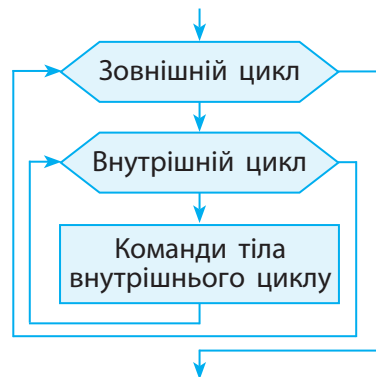 Зовнішній цикл
Внутрішній цикл
Команди тіла
внутрішнього циклу